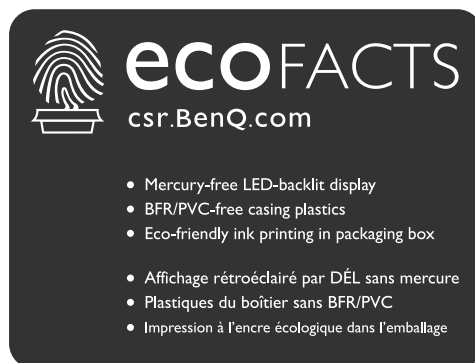 ecoFACTS
csr.BenQ.com
• Mercury-free LED-backlit display
• BFR/PVC-free casing plastics
• Eco-friendly ink printing in packaging box
• Affichage rétroéclairé par DÉL sans mercure
• Plastiques du boîtier sans BFR/PVC
• Impression à l'encre écologique dans l'emballage